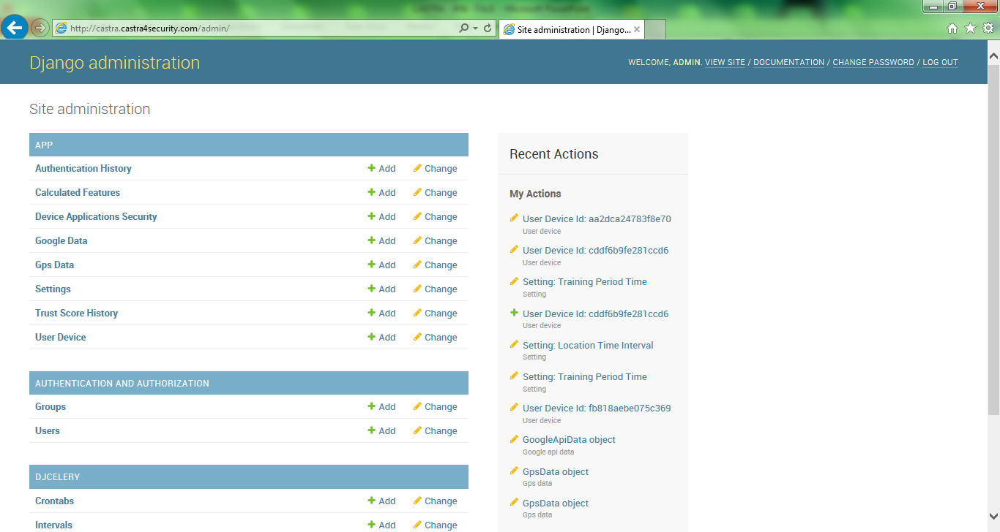 http://castra.castra4security.com/admin/
Site administration | Django...
Django administration
WELCOME, ADMIN. VIEW SITE / DOCUMENTATION / CHANGE PASSWORD / LOG OUT
Site administration
APP
Authentication History Add Change
Calculated Features Add Change
Device Applications Security Add Change
Google Data Add Change
Gps Data Add Change
Settings Add Change
Trust Score History Add Change
User Device Add Change
AUTHENTICATION AND AUTHORIZATION
Groups Add Change
Users Add Change
DJCELERY
Crontabs Add Change
Intervals Add Change
Recent Actions
My Actions
User Device Id: aa2dca24783f8e70
User device
User Device Id: cddf6b9fe281ccd6
User device
Setting: Training Period Time
Setting
User Device Id: cddf6b9fe281ccd6
User device
Setting: Location Time Interval
Setting
Setting: Training Period Time
Setting
User Device Id: fb818aebe075c369
User device
GoogleApiData object
Google api data
GpsData object
Gps data
GpsData object
Gps data